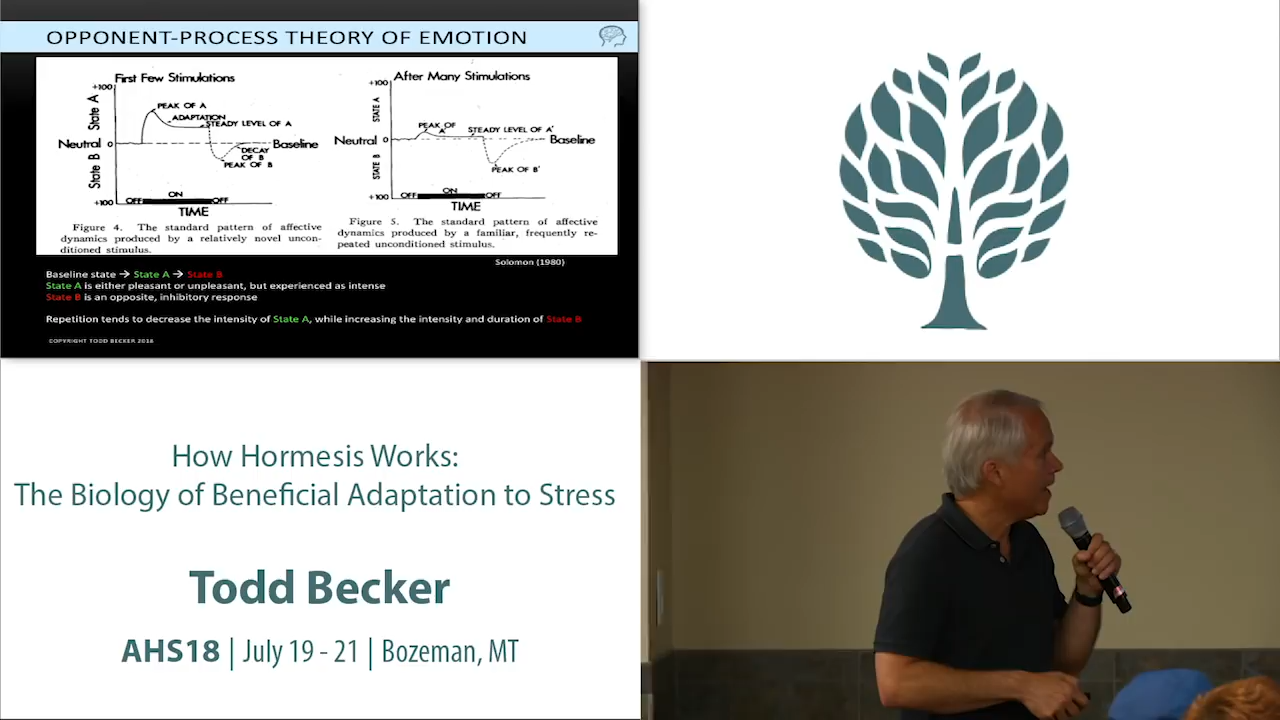 OPPONENT-PROCESS THEORY OF EMOTION
First Few Stimulations
+100
State A
PEAK OF A
ADAPTATION
STEADY LEVEL OF A
Neutral
0
Baseline
DECAY
OF B
PEAK OF B
State B
ON
+100
OFF
OFF
TIME
Figure 4. The standard pattern of affective
dynamics produced by a relatively novel uncon-
ditioned stimulus.
After Many Stimulations
+100
STATE A
PEAK OF
A'
STEADY LEVEL OF A'
Neutral
0
Baseline
STATE B
PEAK OF B'
ON
+100
OFF
OFF
TIME
Figure 5. The standard pattern of affective
dynamics produced by a familiar, frequently re-
peated unconditioned stimulus.
Solomon (1980)
Baseline state → State A → State B
State A is either pleasant or unpleasant, but experienced as intense
State B is an opposite, inhibitory response
Repetition tends to decrease the intensity of State A, while increasing the intensity and duration of State B
COPYRIGHT TODD BECKER 2018
How Hormesis Works:
The Biology of Beneficial Adaptation to Stress
Todd Becker
AHS18 | July 19 - 21 | Bozeman, MT